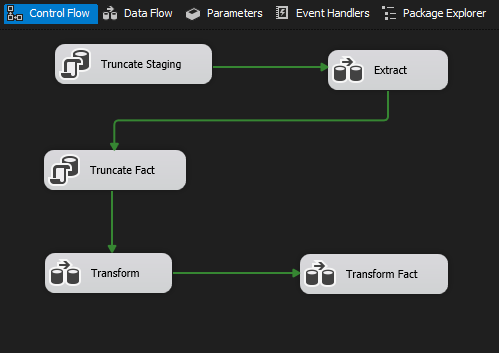 Control Flow Data Flow Parameters Event Handlers Package Explorer
Truncate Staging
Extract
Truncate Fact
Transform
Transform Fact